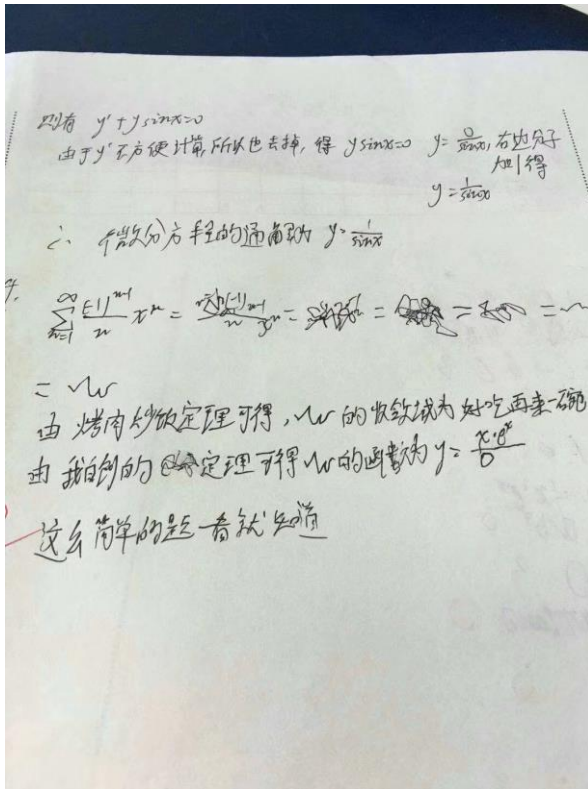 则有 y'+ysinx=0
由于y'不方便计算,所以也去掉,得 ysinx=0 y=0/sinx,右边分子
加1得
y=1/sinx
∴ 微分方程的通解为 y=1/sinx
∑_{n=1}^{∞} (-1)^{n-1}/n x^n =
由 烤肉炒饭定理可得, 的收敛域为 好吃再来一碗
由 我自创的 定理可得 的函数为 y=
这么简单的题一看就知道